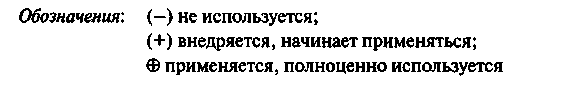 Обозначения: (−) не используется;
(+) внедряется, начинает применяться;
⊕ применяется, полноценно используется